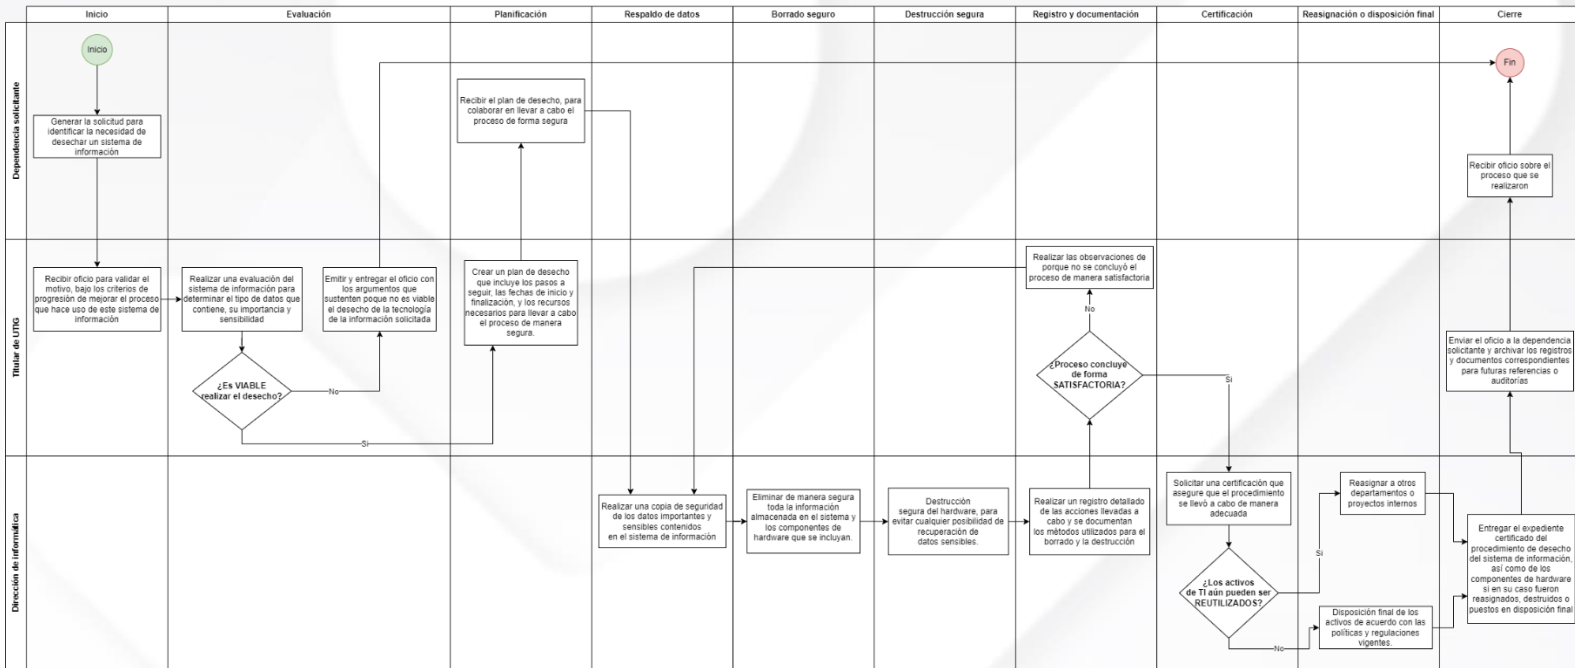 Inicio
Evaluación
Planificación
Respaldo de datos
Borrado seguro
Destrucción segura
Registro y documentación
Certificación
Reasignación o disposición final
Cierre
Dependencia solicitante
Inicio
Generar la solicitud para
identificar la necesidad de
desechar un sistema de
información
Recibir el plan de desecho, para
colaborar en llevar a cabo el
proceso de forma segura
Fin
Recibir oficio sobre el
proceso que se
realizaron
Titular de UTIG
Recibir oficio para validar el
motivo, bajo los criterios de
progresión de mejorar el proceso
que hace uso de este sistema de
información
Realizar una evaluación del
sistema de información para
determinar el tipo de datos que
contiene, su importancia y
sensibilidad
¿Es VIABLE
realizar el desecho?
No
Si
Emitir y entregar el oficio con
los argumentos que
sustenten poque no es viable
el desecho de la tecnología
de la información solicitada
Crear un plan de desecho
que incluye los pasos a
seguir, las fechas de inicio y
finalización, y los recursos
necesarios para llevar a cabo
el proceso de manera
segura.
Realizar las observaciones de
porque no se concluyó el
proceso de manera satisfactoria
No
¿Proceso concluye
de forma
SATISFACTORIA?
Si
Enviar el oficio a la dependencia
solicitante y archivar los registros
y documentos correspondientes
para futuras referencias o
auditorías
Dirección de informática
Realizar una copia de seguridad
de los datos importantes y
sensibles contenidos
en el sistema de información
Eliminar de manera segura
toda la información
almacenada en el sistema y
los componentes de
hardware que se incluyan.
Destrucción
segura del hardware, para
evitar cualquier posibilidad de
recuperación de
datos sensibles.
Realizar un registro detallado
de las acciones llevadas a
cabo y se documentan
los métodos utilizados para el
borrado y la destrucción
Solicitar una certificación que
asegure que el procedimiento
se llevó a cabo de manera
adecuada
¿Los activos
de TI aún pueden ser
REUTILIZADOS?
Si
No
Reasignar a otros
departamentos o
proyectos internos
Disposición final de los
activos de acuerdo con las
políticas y regulaciones
vigentes.
Entregar el expediente
certificado del
procedimiento de desecho
del sistema de información,
así como de los
componentes de hardware
si en su caso fueron
reasignados, destruidos o
puestos en disposición final